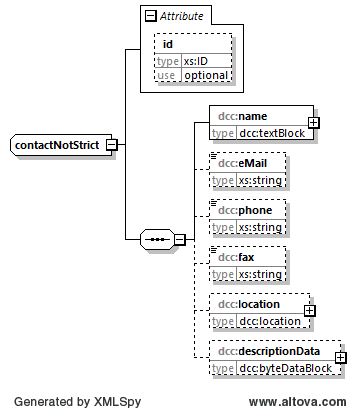 Attribute
id
type xs:ID
use optional
contactNotStrict
dcc:name
type dcc:textBlock
dcc:eMail
type xs:string
dcc:phone
type xs:string
dcc:fax
type xs:string
dcc:location
type dcc:location
dcc:descriptionData
type dcc:byteDataBlock
Generated by XMLSpy
www.altova.com